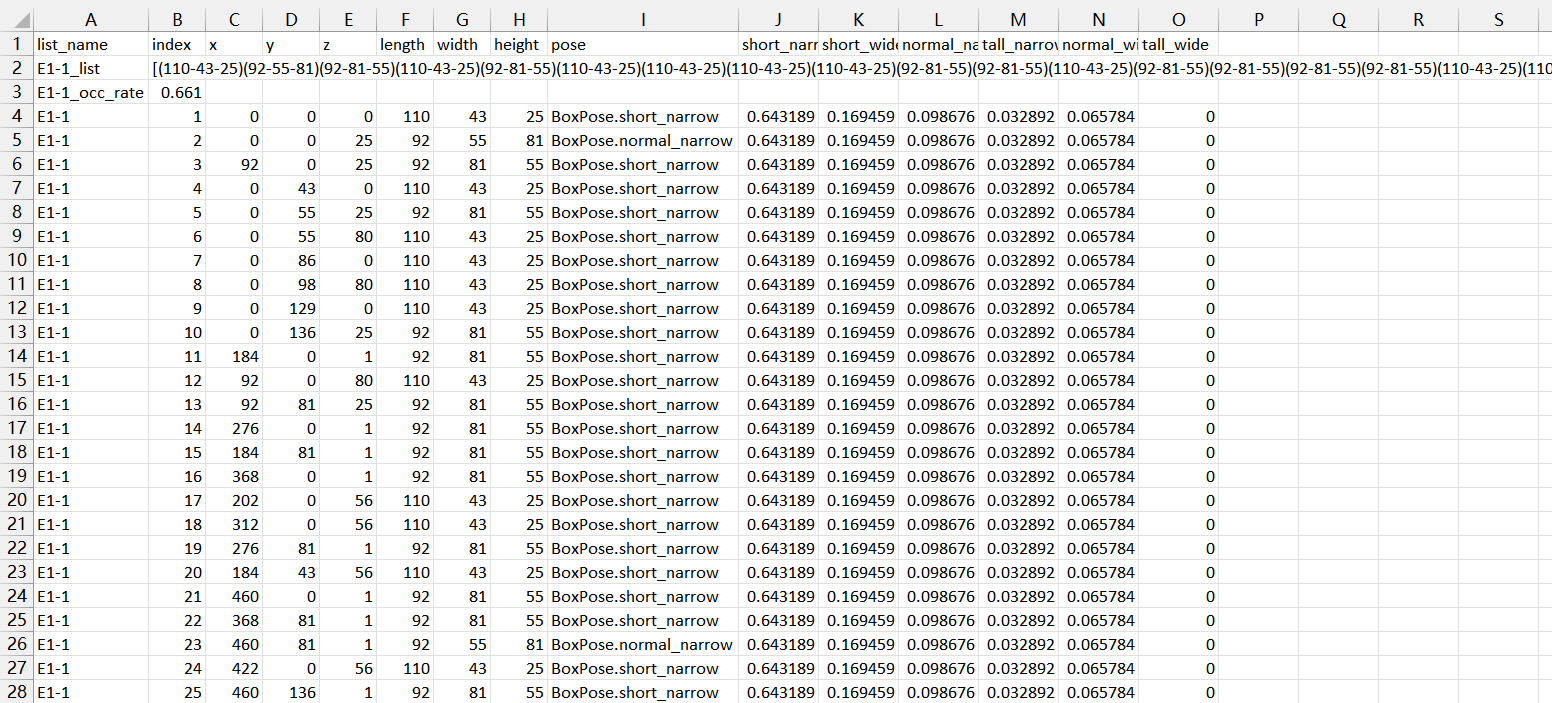 A B C D E F G H I J K L M N O P Q R S
1 list_name index x y z length width height pose short_narr short_wide normal_na tall_narrov normal_wi tall_wide
2 E1-1_list [(110-43-25)(92-55-81)(92-81-55)(110-43-25)(92-81-55)(110-43-25)(110-43-25)(110-43-25)(110-43-25)(92-81-55)(92-81-55)(110-43-25)(92-81-55)(92-81-55)(92-81-55)(92-81-55)(110-43-25)(110
3 E1-1_occ_rate 0.661
4 E1-1 1 0 0 0 110 43 25 BoxPose.short_narrow 0.643189 0.169459 0.098676 0.032892 0.065784 0
5 E1-1 2 0 0 25 92 55 81 BoxPose.normal_narrow 0.643189 0.169459 0.098676 0.032892 0.065784 0
6 E1-1 3 92 0 25 92 81 55 BoxPose.short_narrow 0.643189 0.169459 0.098676 0.032892 0.065784 0
7 E1-1 4 0 43 0 110 43 25 BoxPose.short_narrow 0.643189 0.169459 0.098676 0.032892 0.065784 0
8 E1-1 5 0 55 25 92 81 55 BoxPose.short_narrow 0.643189 0.169459 0.098676 0.032892 0.065784 0
9 E1-1 6 0 55 80 110 43 25 BoxPose.short_narrow 0.643189 0.169459 0.098676 0.032892 0.065784 0
10 E1-1 7 0 86 0 110 43 25 BoxPose.short_narrow 0.643189 0.169459 0.098676 0.032892 0.065784 0
11 E1-1 8 0 98 80 110 43 25 BoxPose.short_narrow 0.643189 0.169459 0.098676 0.032892 0.065784 0
12 E1-1 9 0 129 0 110 43 25 BoxPose.short_narrow 0.643189 0.169459 0.098676 0.032892 0.065784 0
13 E1-1 10 0 136 25 92 81 55 BoxPose.short_narrow 0.643189 0.169459 0.098676 0.032892 0.065784 0
14 E1-1 11 184 0 1 92 81 55 BoxPose.short_narrow 0.643189 0.169459 0.098676 0.032892 0.065784 0
15 E1-1 12 92 0 80 110 43 25 BoxPose.short_narrow 0.643189 0.169459 0.098676 0.032892 0.065784 0
16 E1-1 13 92 81 25 92 81 55 BoxPose.short_narrow 0.643189 0.169459 0.098676 0.032892 0.065784 0
17 E1-1 14 276 0 1 92 81 55 BoxPose.short_narrow 0.643189 0.169459 0.098676 0.032892 0.065784 0
18 E1-1 15 184 81 1 92 81 55 BoxPose.short_narrow 0.643189 0.169459 0.098676 0.032892 0.065784 0
19 E1-1 16 368 0 1 92 81 55 BoxPose.short_narrow 0.643189 0.169459 0.098676 0.032892 0.065784 0
20 E1-1 17 202 0 56 110 43 25 BoxPose.short_narrow 0.643189 0.169459 0.098676 0.032892 0.065784 0
21 E1-1 18 312 0 56 110 43 25 BoxPose.short_narrow 0.643189 0.169459 0.098676 0.032892 0.065784 0
22 E1-1 19 276 81 1 92 81 55 BoxPose.short_narrow 0.643189 0.169459 0.098676 0.032892 0.065784 0
23 E1-1 20 184 43 56 110 43 25 BoxPose.short_narrow 0.643189 0.169459 0.098676 0.032892 0.065784 0
24 E1-1 21 460 0 1 92 81 55 BoxPose.short_narrow 0.643189 0.169459 0.098676 0.032892 0.065784 0
25 E1-1 22 368 81 1 92 81 55 BoxPose.short_narrow 0.643189 0.169459 0.098676 0.032892 0.065784 0
26 E1-1 23 460 81 1 92 55 81 BoxPose.normal_narrow 0.643189 0.169459 0.098676 0.032892 0.065784 0
27 E1-1 24 422 0 56 110 43 25 BoxPose.short_narrow 0.643189 0.169459 0.098676 0.032892 0.065784 0
28 E1-1 25 460 136 1 92 81 55 BoxPose.short_narrow 0.643189 0.169459 0.098676 0.032892 0.065784 0